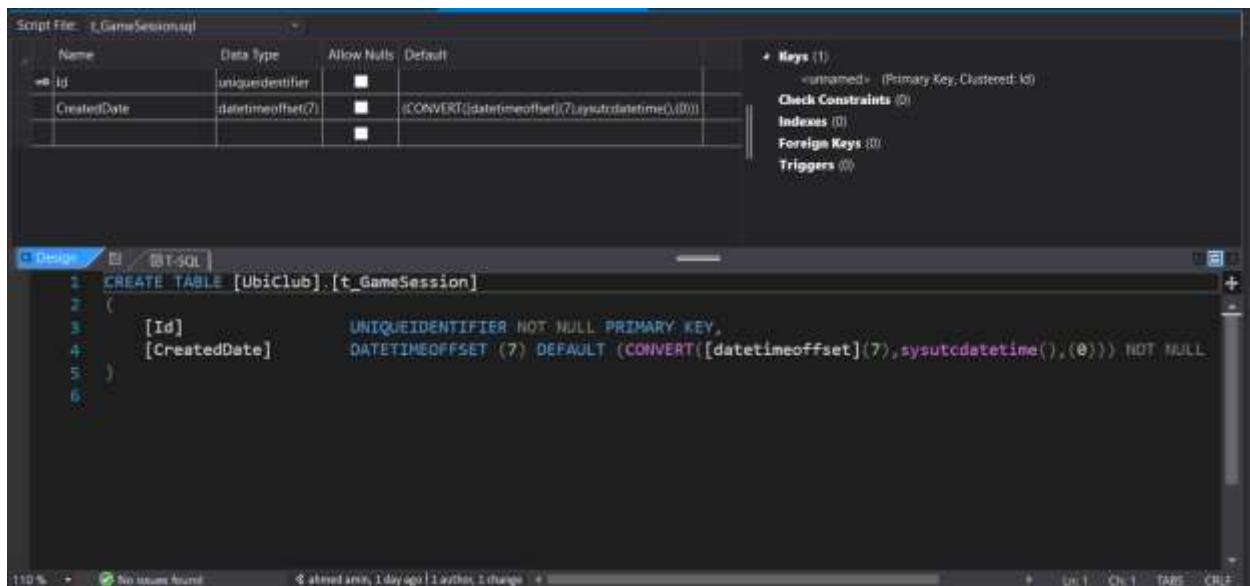 Script File: t_GameSession.sql
Name Data Type Allow Nulls Default
Id uniqueidentifier
CreatedDate datetimeoffset(7) (CONVERT([datetimeoffset](7),sysutcdatetime(),(0)))
Keys (1)
<unnamed> (Primary Key, Clustered: Id)
Check Constraints (0)
Indexes (0)
Foreign Keys (0)
Triggers (0)
Design T-SQL
1 CREATE TABLE [UbiClub].[t_GameSession]
2 (
3 [Id] UNIQUEIDENTIFIER NOT NULL PRIMARY KEY,
4 [CreatedDate] DATETIMEOFFSET (7) DEFAULT (CONVERT([datetimeoffset](7),sysutcdatetime(),(0))) NOT NULL
5 )
6
110 % No issues found ahmed amin, 1 day ago | 1 author, 1 change Ln: 1 Ch: 1 TABS CRLF